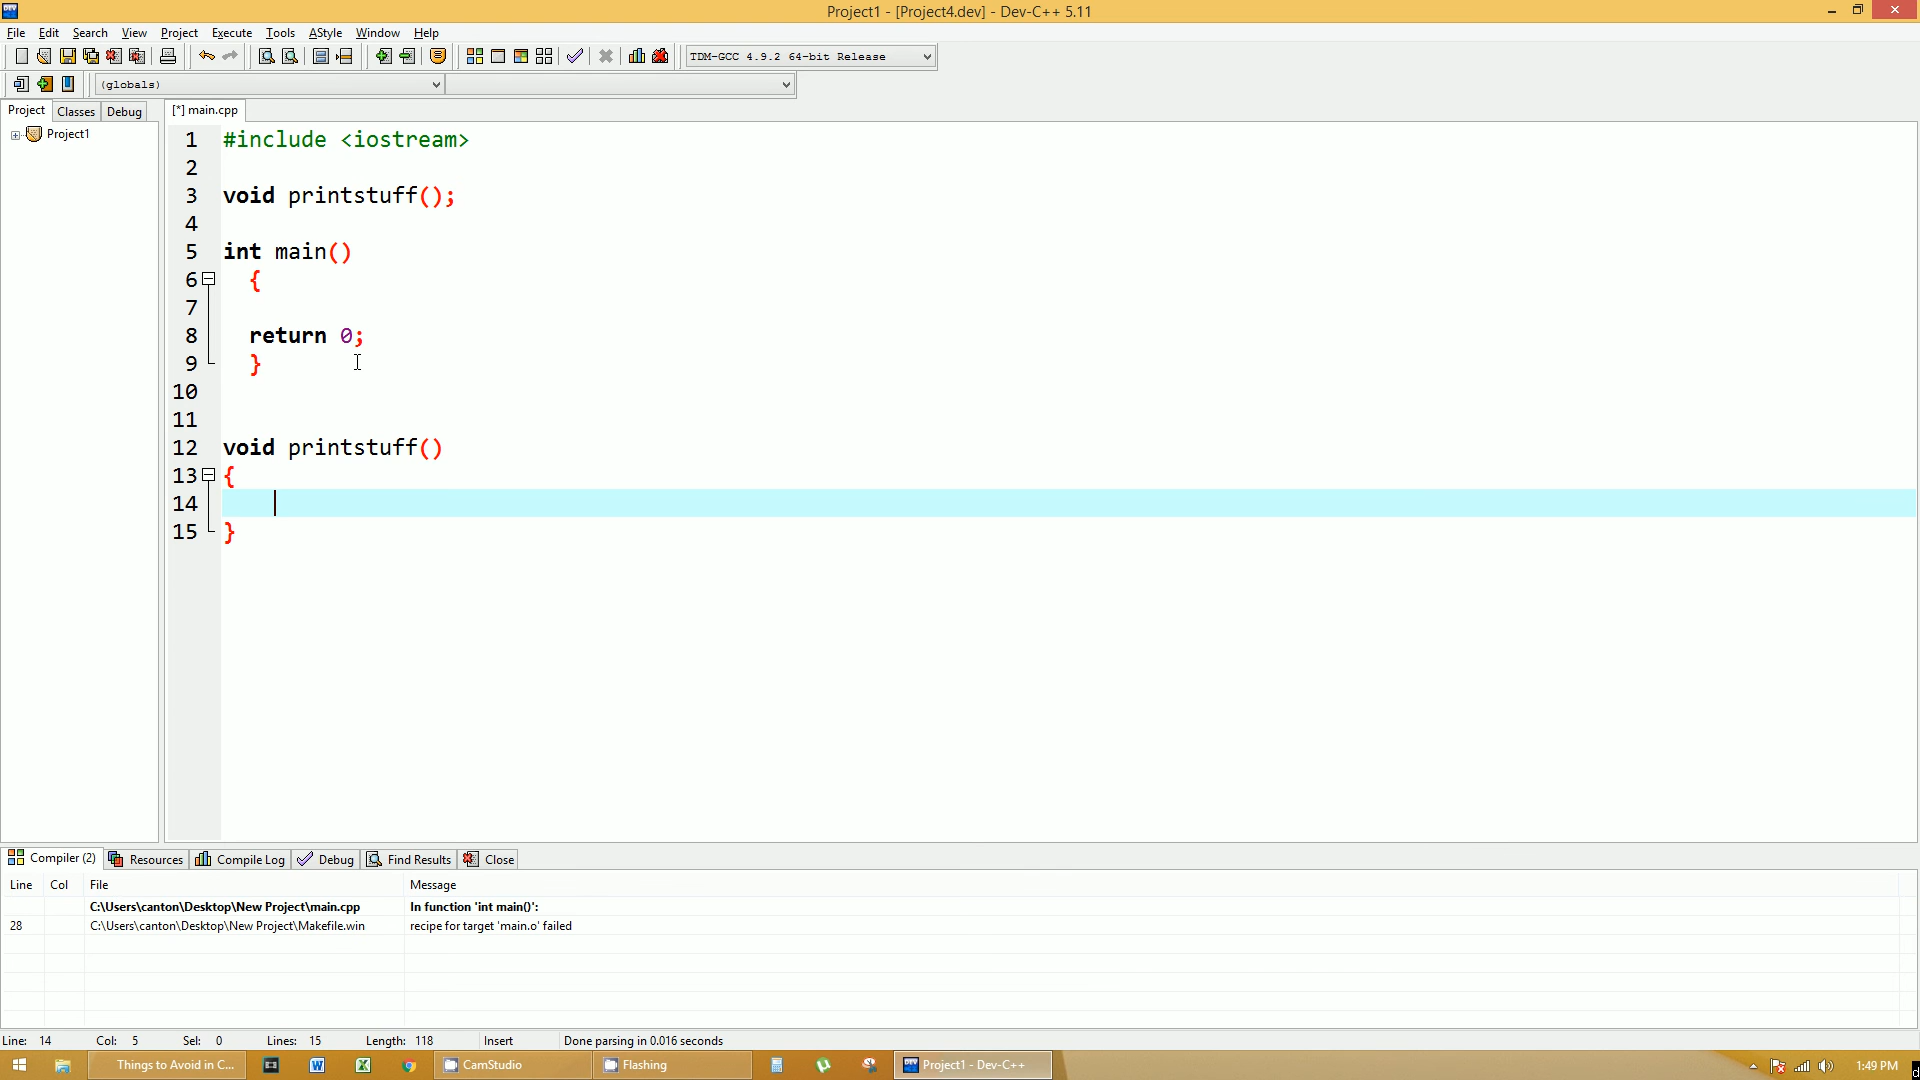 Project1 - [Project4.dev] - Dev-C++ 5.11
File Edit Search View Project Execute Tools AStyle Window Help
TDM-GCC 4.9.2 64-bit Release
(globals)
Project Classes Debug [*] main.cpp
Project1
1 #include <iostream>
2
3 void printstuff();
4
5 int main()
6 {
7
8 return 0;
9 }
10
11
12 void printstuff()
13 {
14
15 }
Compiler (2) Resources Compile Log Debug Find Results Close
Line Col File Message
C:\Users\canton\Desktop\New Project\main.cpp In function 'int main()':
28 C:\Users\canton\Desktop\New Project\Makefile.win recipe for target 'main.o' failed
Line: 14 Col: 5 Sel: 0 Lines: 15 Length: 118 Insert Done parsing in 0.016 seconds
Things to Avoid in C... CamStudio Flashing Project1 - Dev-C++ 1:49 PM